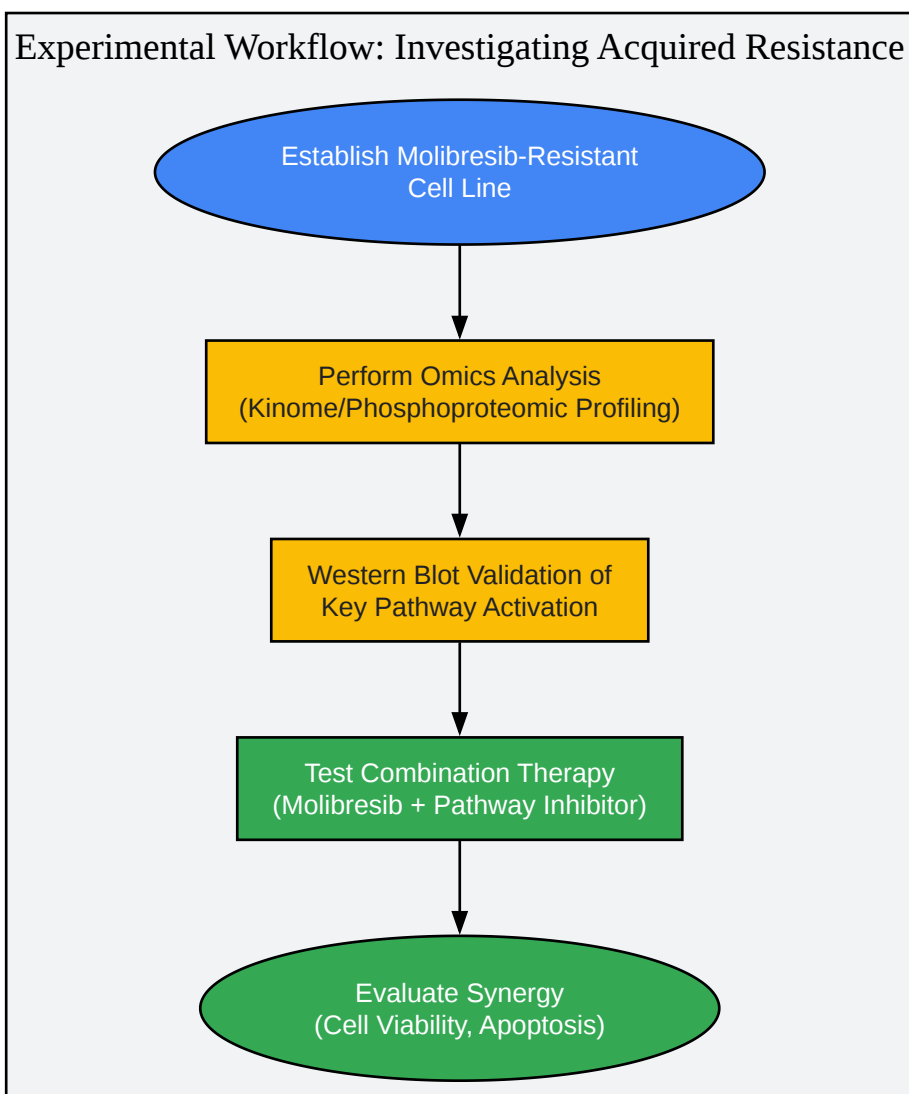 Experimental Workflow: Investigating Acquired Resistance
Establish Molibresib-Resistant
Cell Line
Perform Omics Analysis
(Kinome/Phosphoproteomic Profiling)
Western Blot Validation of
Key Pathway Activation
Test Combination Therapy
(Molibresib + Pathway Inhibitor)
Evaluate Synergy
(Cell Viability, Apoptosis)